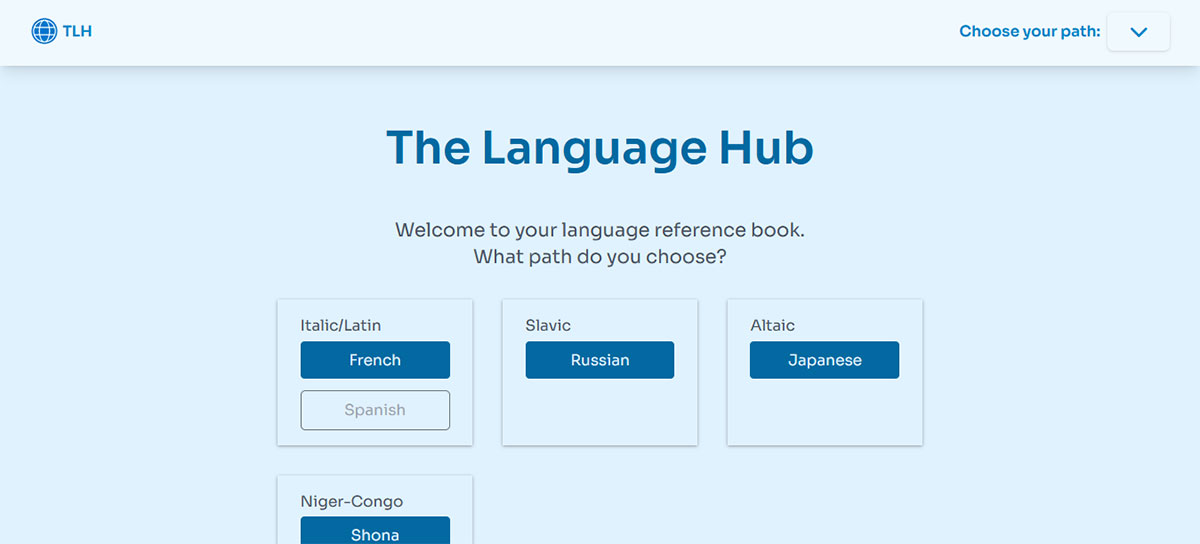 TLH
Choose your path:
The Language Hub
Welcome to your language reference book.
What path do you choose?
Italic/Latin
French
Spanish
Slavic
Russian
Altaic
Japanese
Niger-Congo
Shona